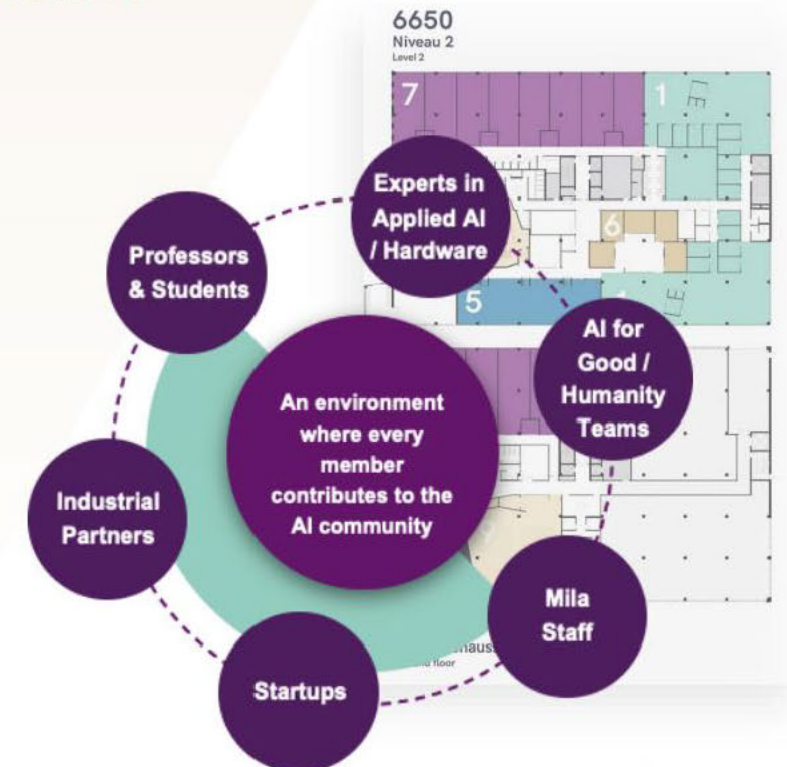 6650
Niveau 2
Level 2
7
1
Experts in
Applied AI
/ Hardware
6
Professors
& Students
5
AI for
Good /
Humanity
Teams
An environment
where every
member
contributes to the
AI community
Industrial
Partners
Mila
Staff
Startups
floor